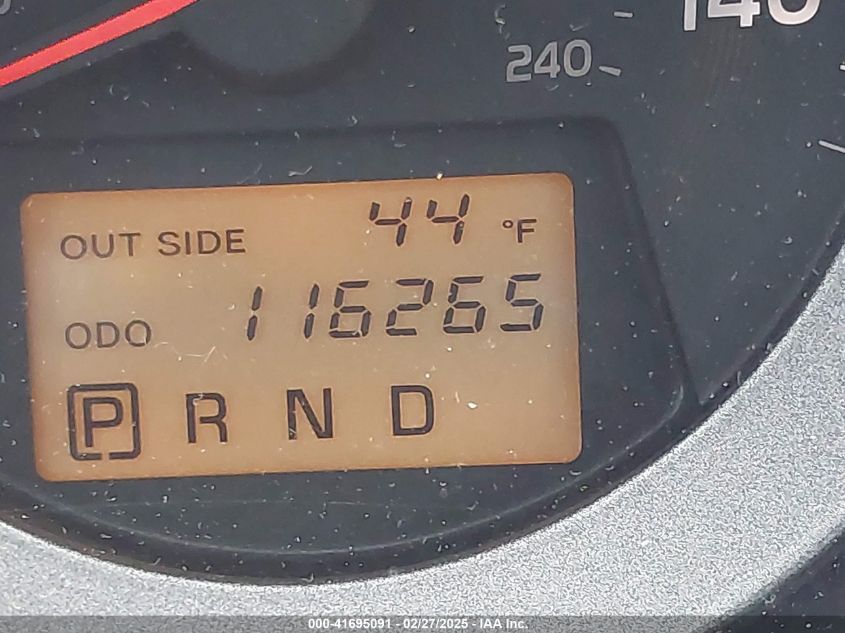 140
240
OUT SIDE 44 °F
ODO 116265
P R N D
000-41695091 - 02/27/2025 - IAA Inc.